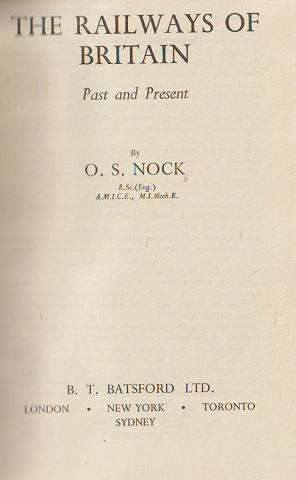 THE RAILWAYS OF
BRITAIN
Past and Present
By
O. S. NOCK
B.Sc.(Eng.)
A.M.I.C.E., M.I.Mech.E.
B. T. BATSFORD LTD.
LONDON • NEW YORK • TORONTO
SYDNEY